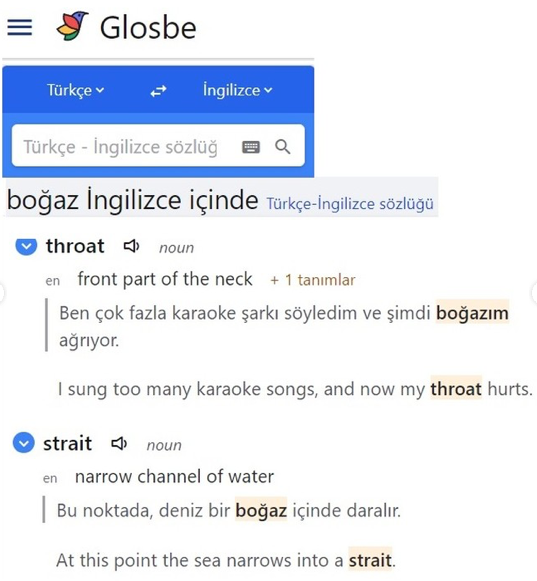 Glosbe
Türkçe İngilizce
Türkçe - İngilizce sözlüğ
boğaz İngilizce içinde Türkçe-İngilizce sözlüğü
throat noun
en front part of the neck + 1 tanımlar
Ben çok fazla karaoke şarkı söyledim ve şimdi boğazım
ağrıyor.
I sung too many karaoke songs, and now my throat hurts.
strait noun
en narrow channel of water
Bu noktada, deniz bir boğaz içinde daralır.
At this point the sea narrows into a strait.